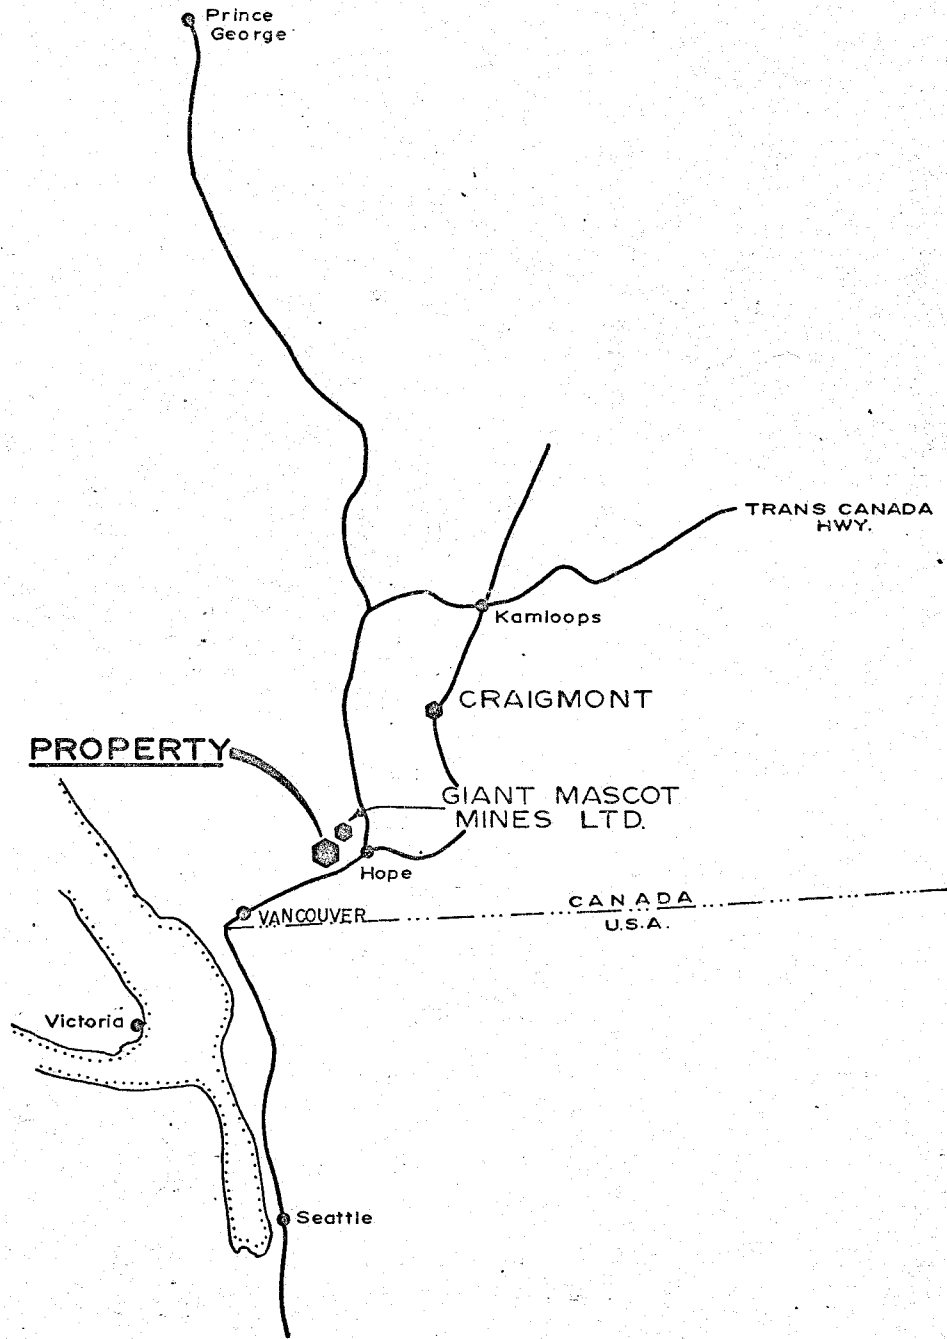 Prince
George
TRANS CANADA
HWY.
Kamloops
CRAIGMONT
PROPERTY
GIANT MASCOT
MINES LTD.
Hope
CANADA
VANCOUVER
U.S.A.
Victoria
Seattle